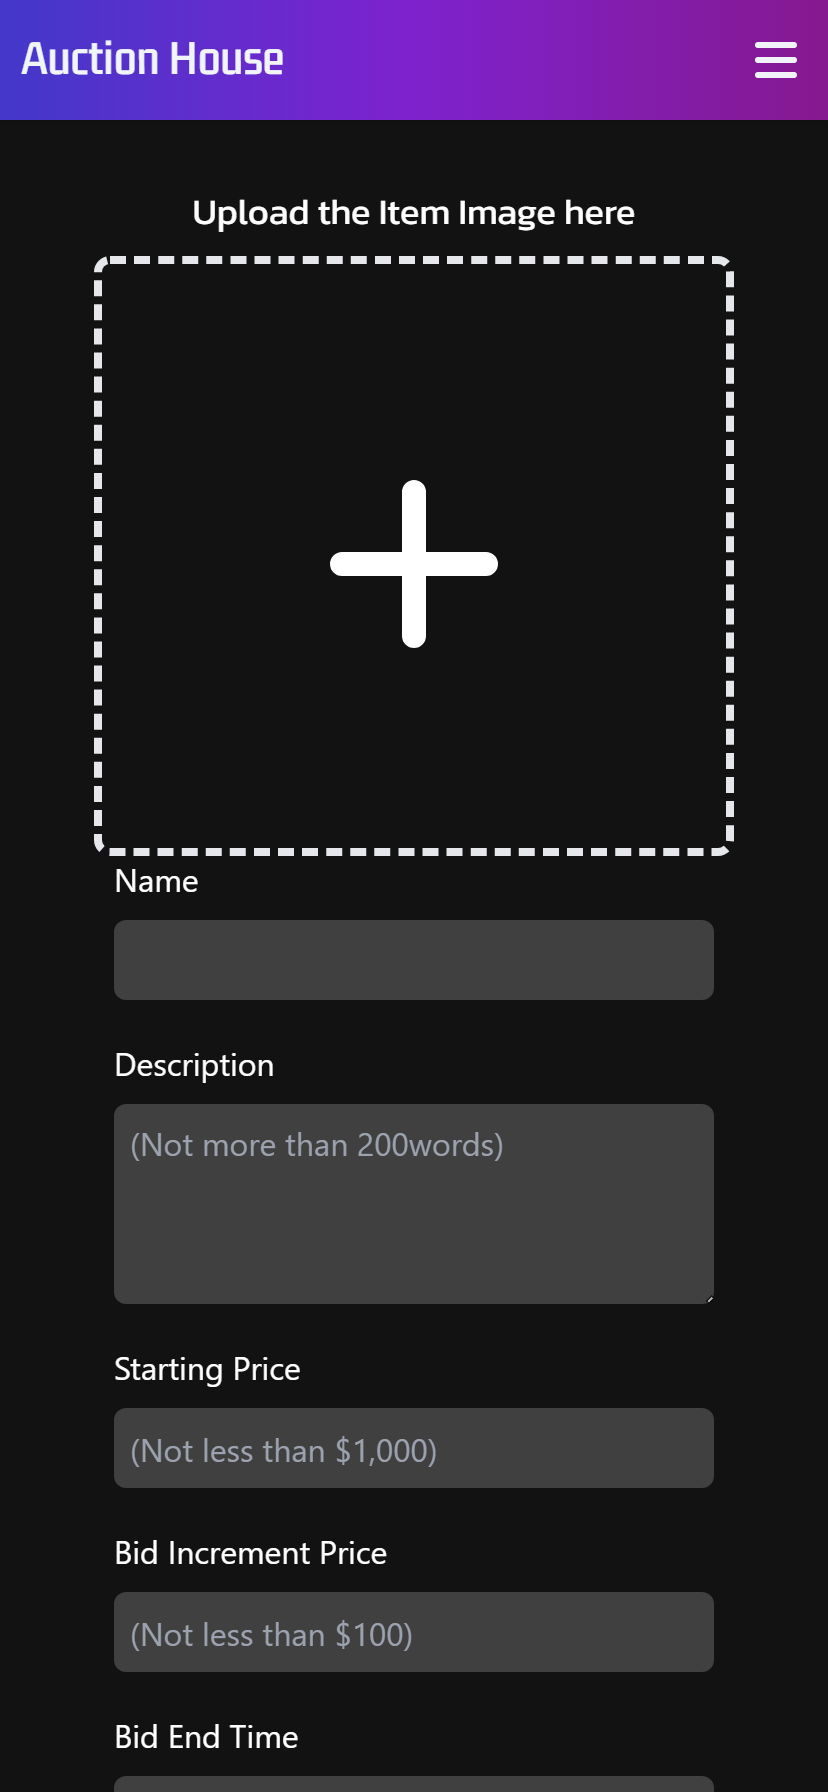 Auction House
Upload the Item Image here
Name
Description
(Not more than 200words)
Starting Price
(Not less than $1,000)
Bid Increment Price
(Not less than $100)
Bid End Time